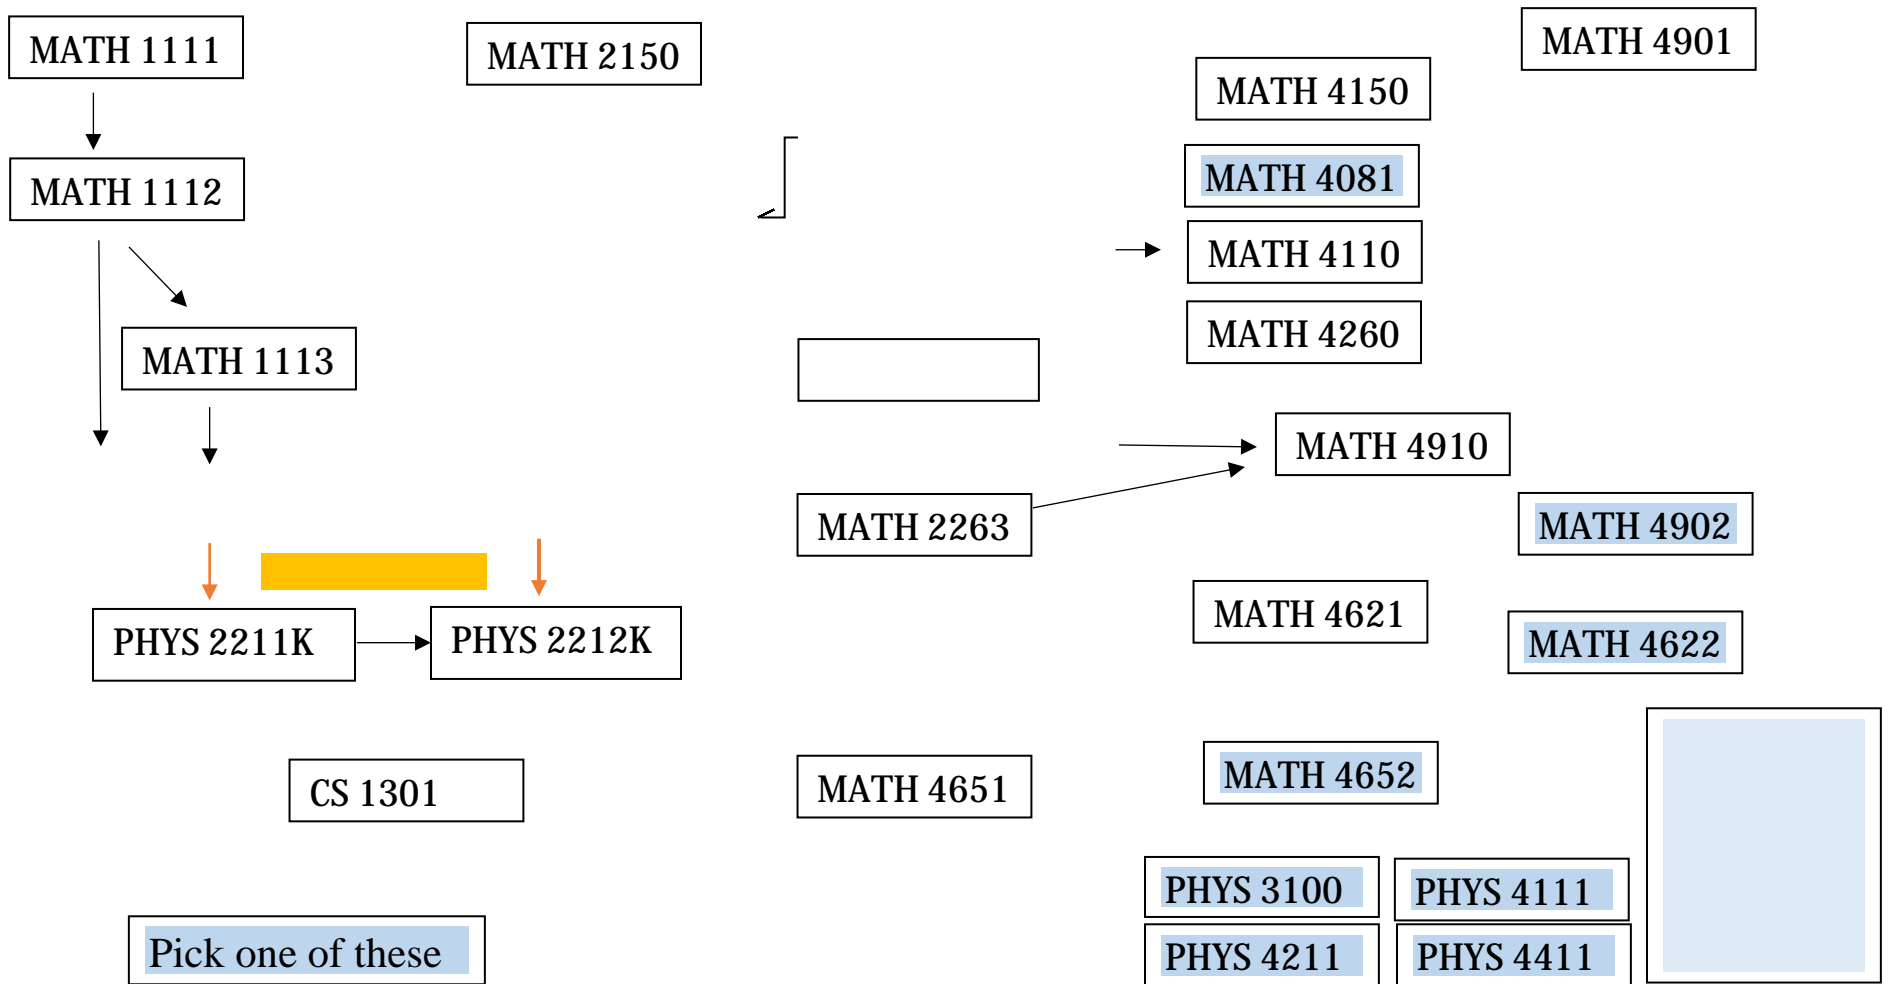 MATH 1111
MATH 2150
MATH 4901
MATH 4150
MATH 1112
MATH 4081
MATH 4110
MATH 4260
MATH 1113
MATH 4910
MATH 2263
MATH 4902
PHYS 2211K
PHYS 2212K
MATH 4621
MATH 4622
CS 1301
MATH 4651
MATH 4652
PHYS 3100
PHYS 4111
Pick one of these
PHYS 4211
PHYS 4411